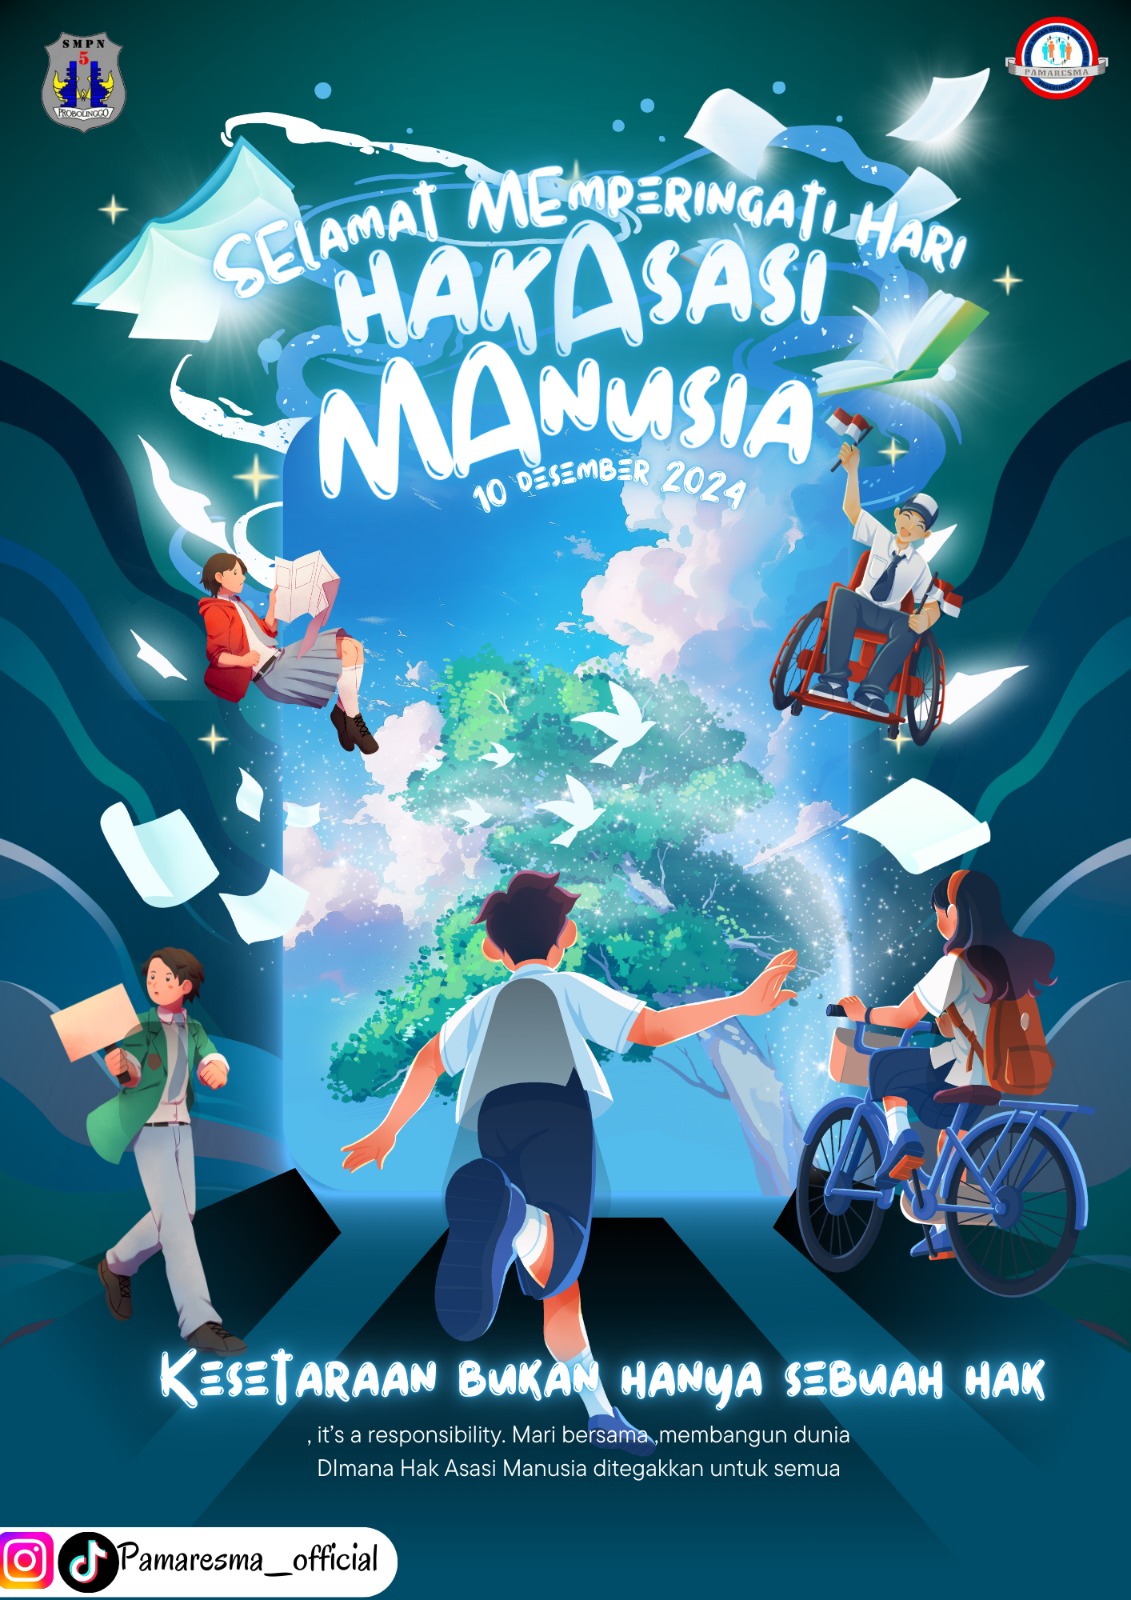 SMPN
5
PROBOLINGGO
PAMARESMA
SELAMAT MEMPERINGATI HARI
HAK ASASI
MANUSIA
10 DESEMBER 2024
KESETARAAN BUKAN HANYA SEBUAH HAK
, it's a responsibility. Mari bersama ,membangun dunia
DImana Hak Asasi Manusia ditegakkan untuk semua
Pamaresma_official